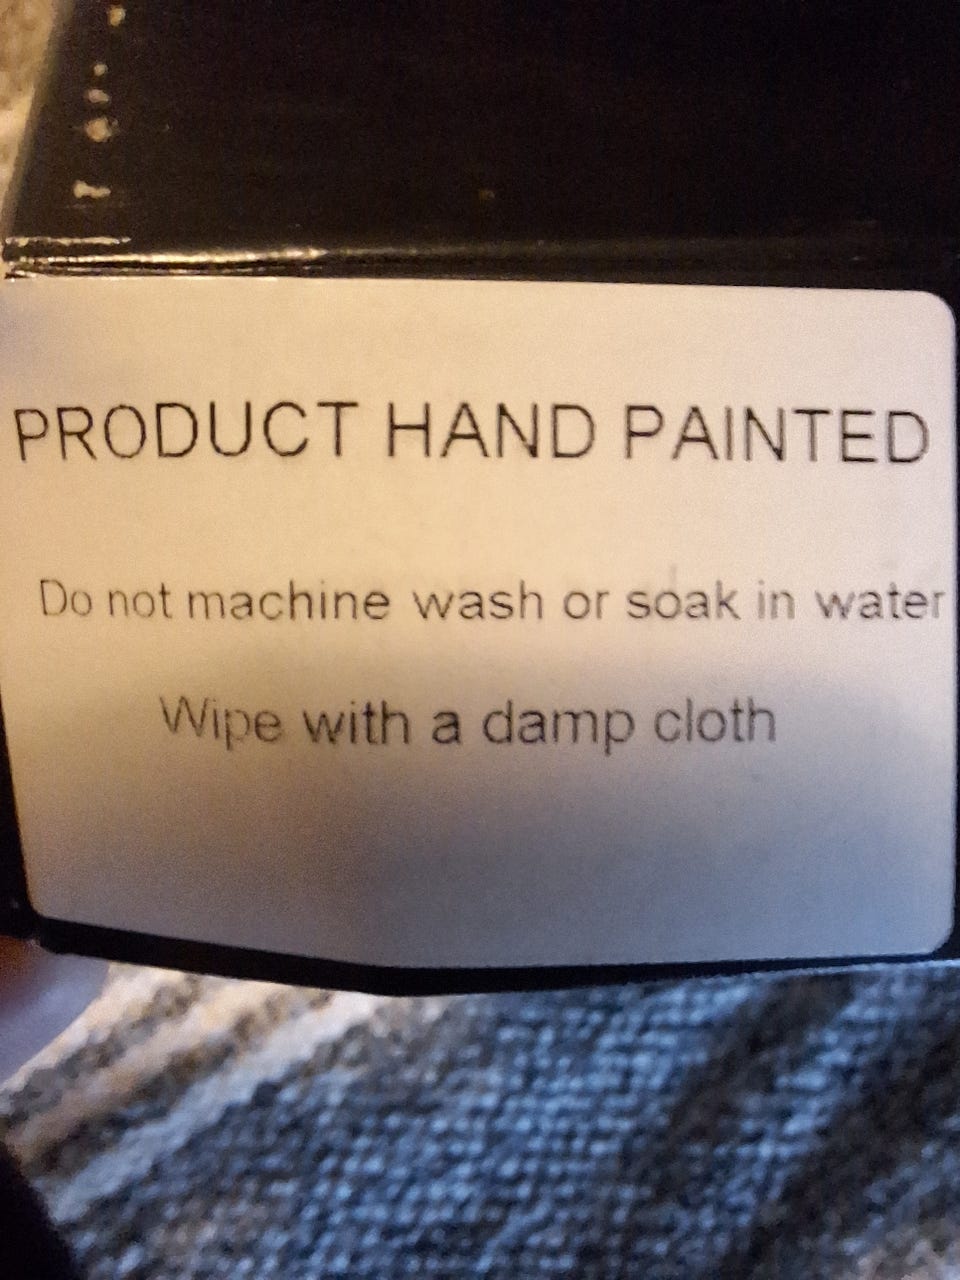 PRODUCT HAND PAINTED
Do not machine wash or soak in water
Wipe with a damp cloth